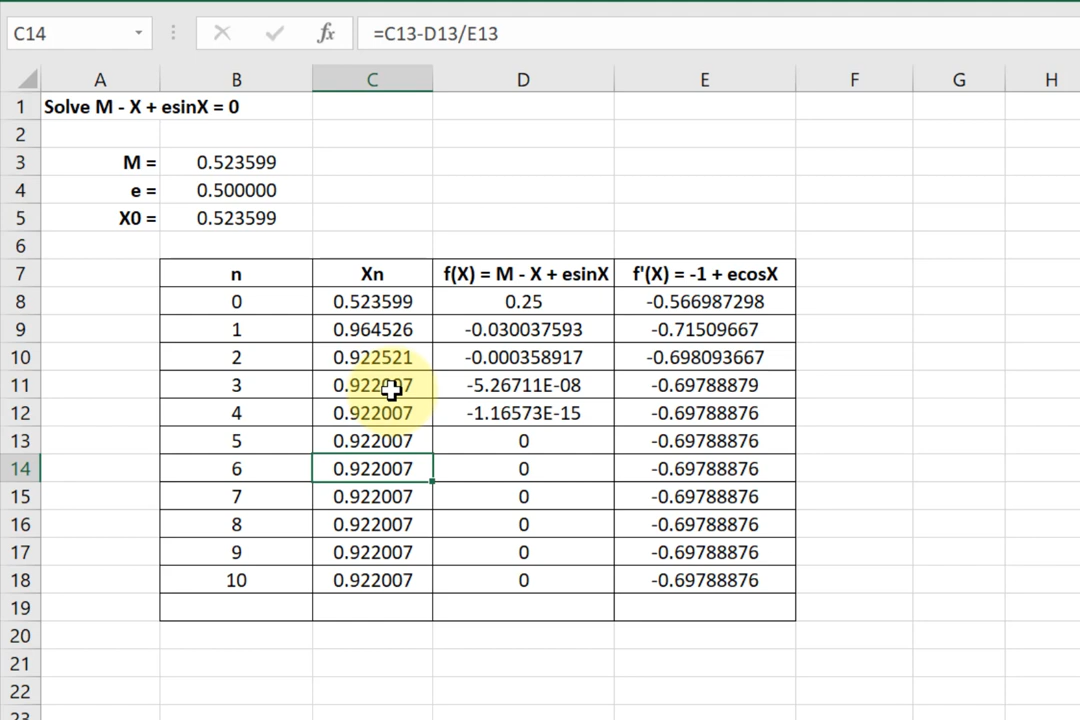 C14 fx =C13-D13/E13
A B C D E F G H
1 Solve M - X + esinX = 0
2
3 M = 0.523599
4 e = 0.500000
5 X0 = 0.523599
6
7 n Xn f(X) = M - X + esinX f'(X) = -1 + ecosX
8 0 0.523599 0.25 -0.566987298
9 1 0.964526 -0.030037593 -0.71509667
10 2 0.922521 -0.000358917 -0.698093667
11 3 0.922007 -5.26711E-08 -0.69788879
12 4 0.922007 -1.16573E-15 -0.69788876
13 5 0.922007 0 -0.69788876
14 6 0.922007 0 -0.69788876
15 7 0.922007 0 -0.69788876
16 8 0.922007 0 -0.69788876
17 9 0.922007 0 -0.69788876
18 10 0.922007 0 -0.69788876
19
20
21
22
23